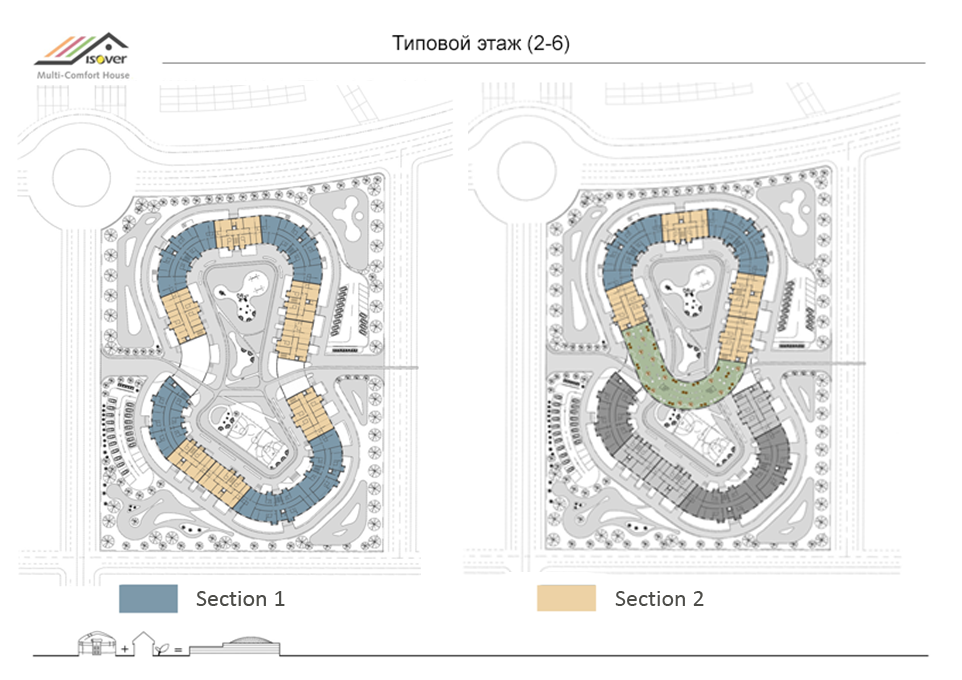 Типовой этаж (2-6)
isover
Multi-Comfort House
Section 1
Section 2
+
=